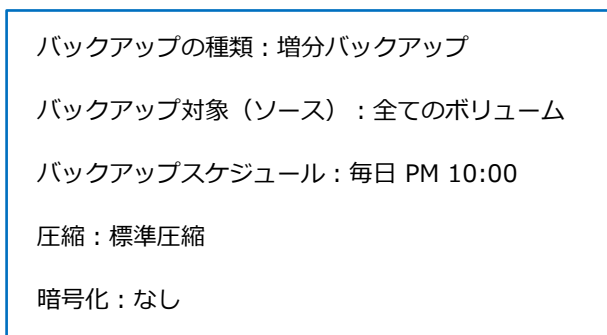 バックアップの種類：増分バックアップ
バックアップ対象（ソース）：全てのボリューム
バックアップスケジュール：毎日 PM 10:00
圧縮：標準圧縮
暗号化：なし